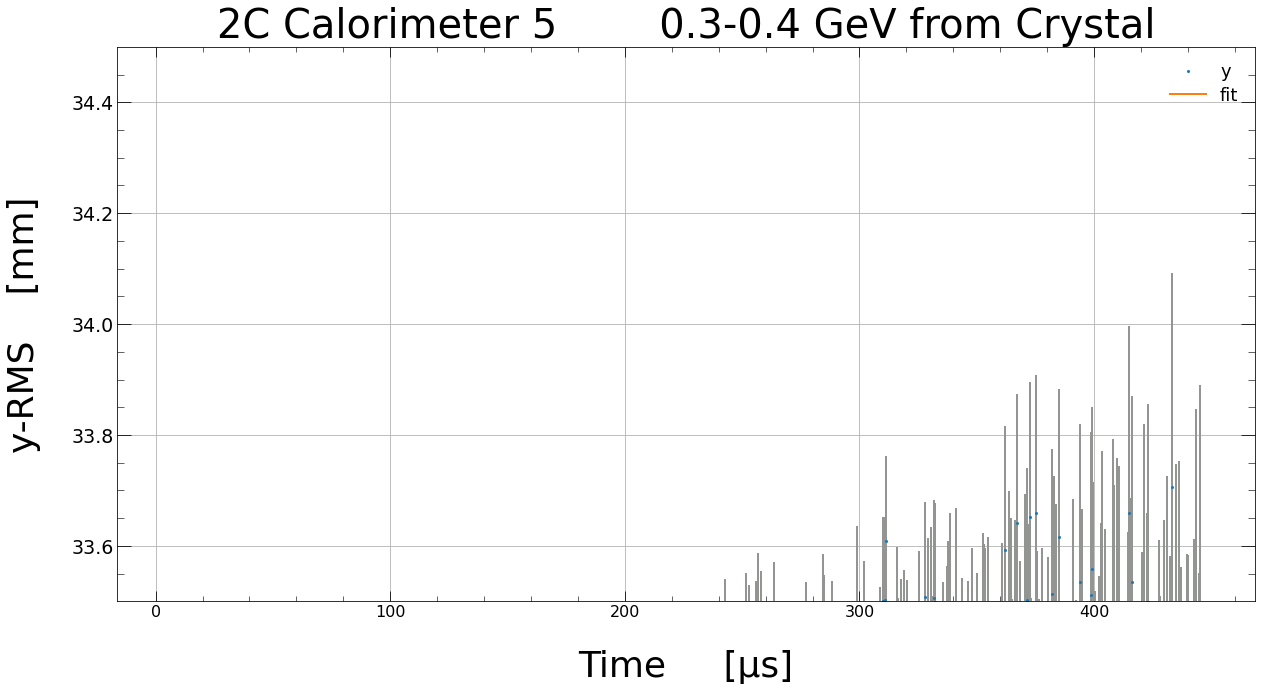 2C Calorimeter 5 0.3-0.4 GeV from Crystal
y
fit
34.4
34.2
34.0
33.8
33.6
y-RMS [mm]
0 100 200 300 400
Time [µs]